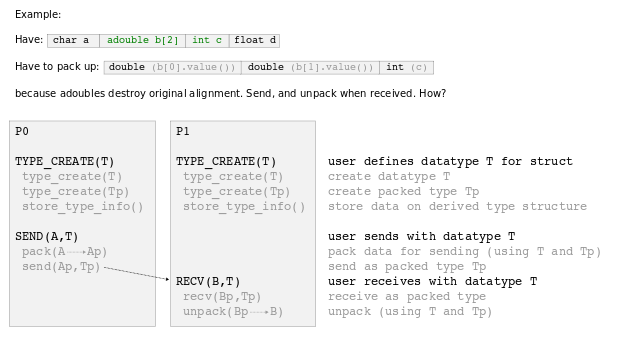 Example:
Have: char a adouble b[2] int c float d
Have to pack up: double (b[0].value()) double (b[1].value()) int (c)
because adoubles destroy original alignment. Send, and unpack when received. How?
P0 P1
TYPE_CREATE(T) TYPE_CREATE(T) user defines datatype T for struct
type_create(T) type_create(T) create datatype T
type_create(Tp) type_create(Tp) create packed type Tp
store_type_info() store_type_info() store data on derived type structure
SEND(A,T) user sends with datatype T
pack(A→Ap) pack data for sending (using T and Tp)
send(Ap,Tp) send as packed type Tp
RECV(B,T) user receives with datatype T
recv(Bp,Tp) receive as packed type
unpack(Bp→B) unpack (using T and Tp)